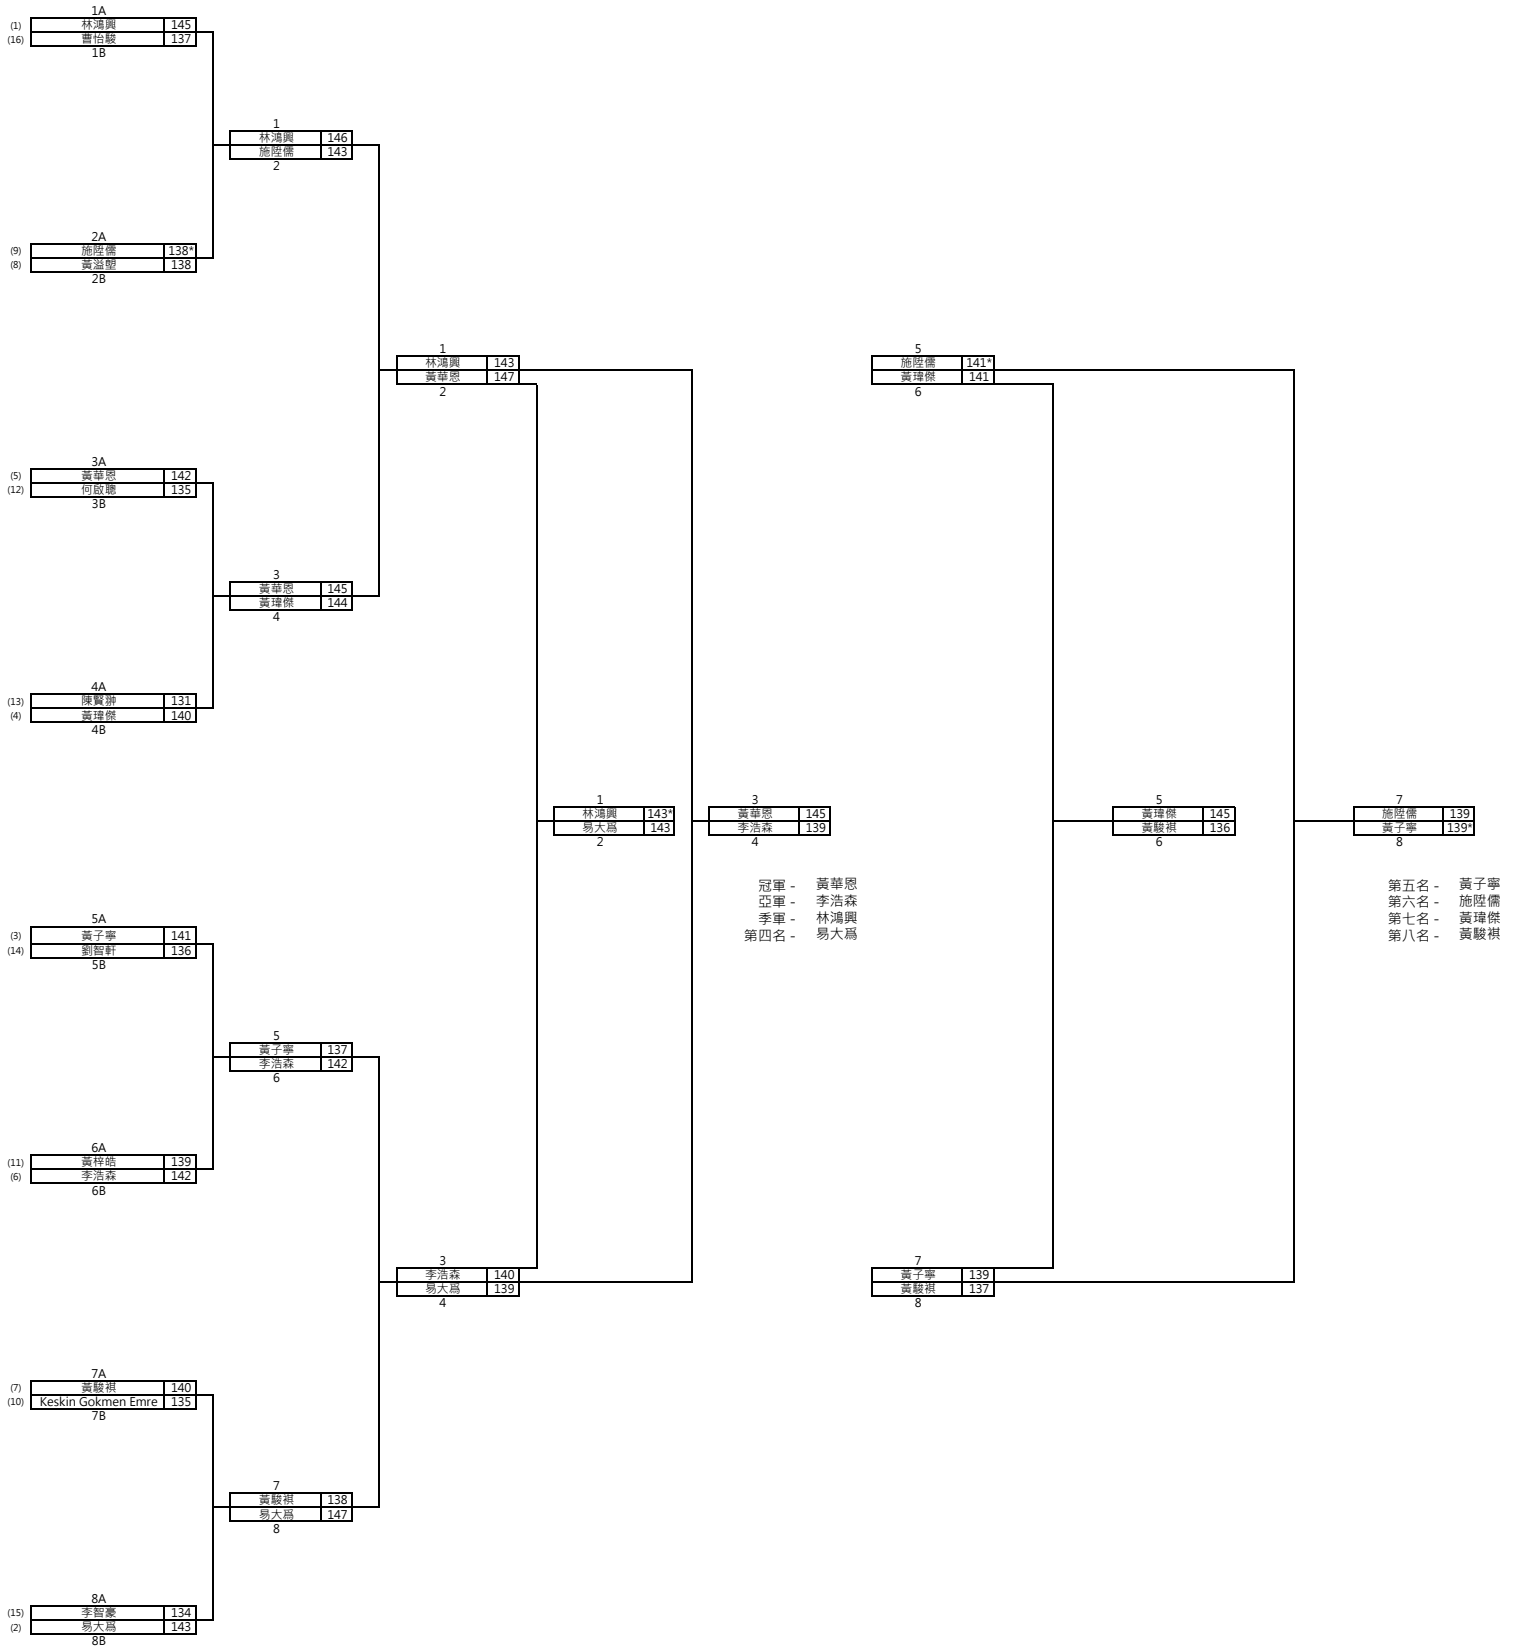 1A
(1) 林鴻興 145
(16) 曹怡駿 137
1B
1
林鴻興 146
施陞儒 143
2
2A
(9) 施陞儒 138*
(8) 黃溢塱 138
2B
1
林鴻興 143
黃華恩 147
2
5
施陞儒 141*
黃瑋傑 141
6
3A
(5) 黃華恩 142
(12) 何啟聰 135
3B
3
黃華恩 145
黃瑋傑 144
4
4A
(13) 陳賢翀 131
(4) 黃瑋傑 140
4B
1
林鴻興 143*
易大爲 143
2
3
黃華恩 145
李浩森 139
4
5
黃瑋傑 145
黃駿祺 136
6
7
施陞儒 139
黃子寧 139*
8
冠軍 - 黃華恩
亞軍 - 李浩森
季軍 - 林鴻興
第四名 - 易大爲
第五名 - 黃子寧
第六名 - 施陞儒
第七名 - 黃瑋傑
第八名 - 黃駿祺
5A
(3) 黃子寧 141
(14) 劉智軒 136
5B
5
黃子寧 137
李浩森 142
6
6A
(11) 黃梓皓 139
(6) 李浩森 142
6B
3
李浩森 140
易大爲 139
4
7
黃子寧 139
黃駿祺 137
8
7A
(7) 黃駿祺 140
(10) Keskin Gokmen Emre 135
7B
7
黃駿祺 138
易大爲 147
8
8A
(15) 李智豪 134
(2) 易大爲 143
8B